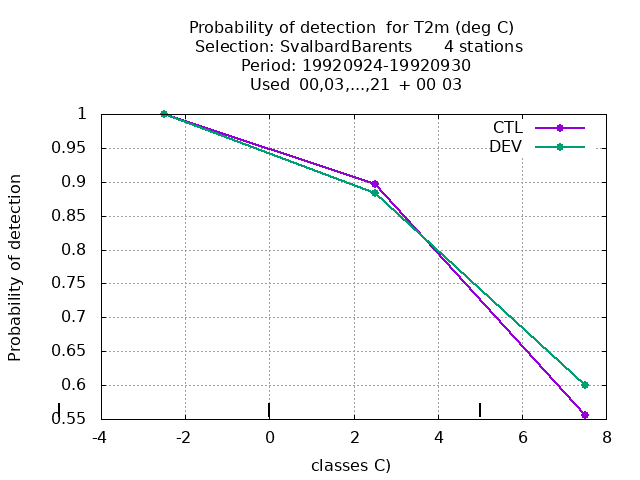 Probability of detection  for T2m (deg C)
Selection: SvalbardBarents      4 stations
Period: 19920924-19920930
Used  00,03,...,21  + 00 03
CTL
DEV
Probability of detection
1
0.95
0.9
0.85
0.8
0.75
0.7
0.65
0.6
0.55
-4 -2 0 2 4 6 8
classes C)